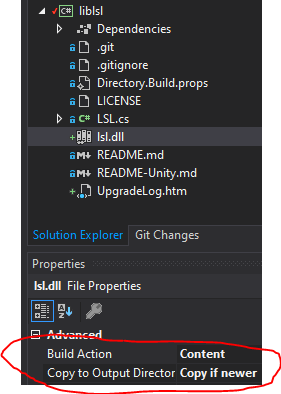 C# liblsl
Dependencies
.git
.gitignore
Directory.Build.props
LICENSE
C# LSL.cs
lsl.dll
README.md
README-Unity.md
UpgradeLog.htm
Solution Explorer Git Changes
Properties
lsl.dll File Properties
Advanced
Build Action Content
Copy to Output Director Copy if newer